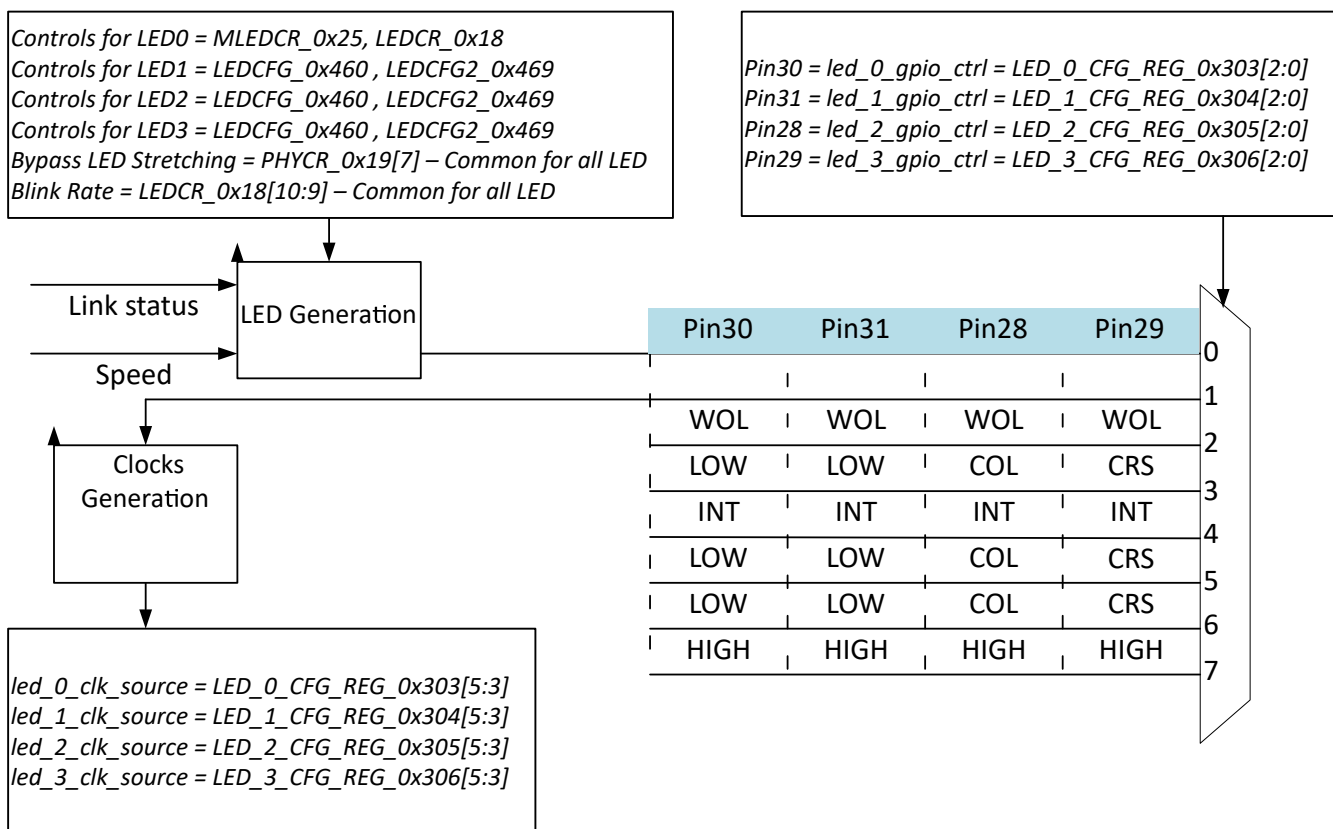 Controls for LED0 = MLEDCR_0x25, LEDCR_0x18
Controls for LED1 = LEDCFG_0x460 , LEDCFG2_0x469
Controls for LED2 = LEDCFG_0x460 , LEDCFG2_0x469
Controls for LED3 = LEDCFG_0x460 , LEDCFG2_0x469
Bypass LED Stretching = PHYCR_0x19[7] – Common for all LED
Blink Rate = LEDCR_0x18[10:9] – Common for all LED
Pin30 = led_0_gpio_ctrl = LED_0_CFG_REG_0x303[2:0]
Pin31 = led_1_gpio_ctrl = LED_1_CFG_REG_0x304[2:0]
Pin28 = led_2_gpio_ctrl = LED_2_CFG_REG_0x305[2:0]
Pin29 = led_3_gpio_ctrl = LED_3_CFG_REG_0x306[2:0]
Link status
LED Generation
Speed
Pin30 Pin31 Pin28 Pin29
0
1
WOL WOL WOL WOL
2
LOW LOW COL CRS
3
INT INT INT INT
4
LOW LOW COL CRS
5
LOW LOW COL CRS
6
HIGH HIGH HIGH HIGH
7
Clocks
Generation
led_0_clk_source = LED_0_CFG_REG_0x303[5:3]
led_1_clk_source = LED_1_CFG_REG_0x304[5:3]
led_2_clk_source = LED_2_CFG_REG_0x305[5:3]
led_3_clk_source = LED_3_CFG_REG_0x306[5:3]